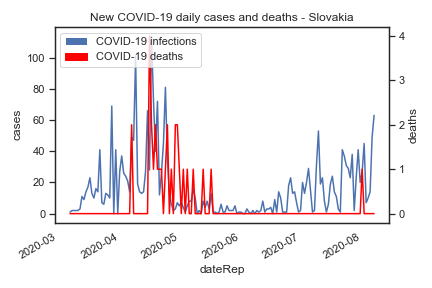 New COVID-19 daily cases and deaths - Slovakia
COVID-19 infections
COVID-19 deaths
cases
100
80
60
40
20
0
deaths
4
3
2
1
0
2020-03
2020-04
2020-05
2020-06
2020-07
2020-08
dateRep